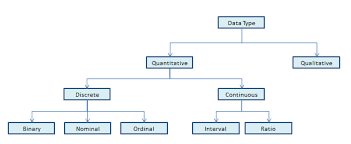 Data Type
Quantitative
Qualitative
Discrete
Continuous
Binary
Nominal
Ordinal
Interval
Ratio